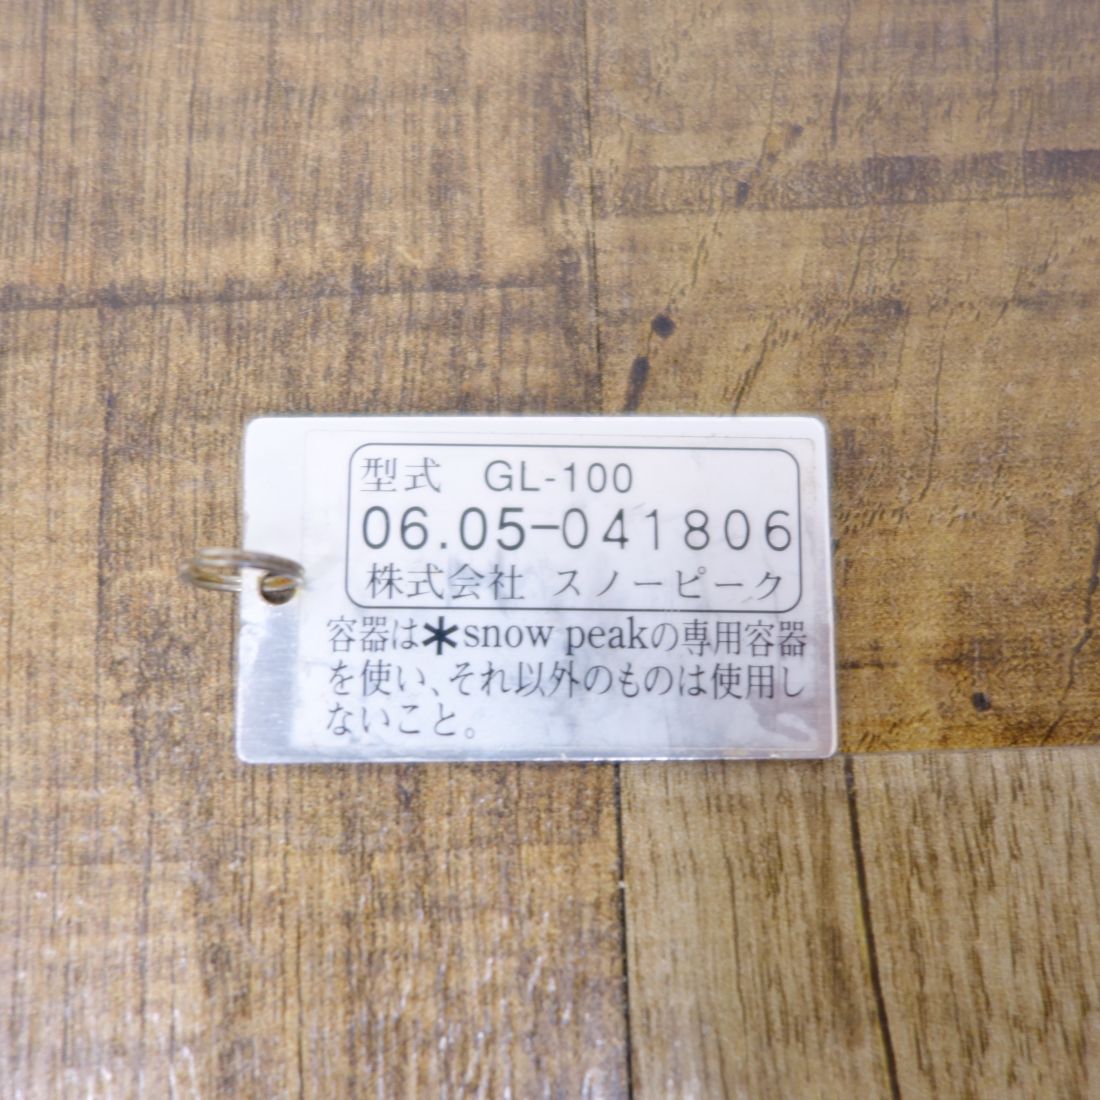 型式 GL-100
06.05-041806
株式会社 スノーピーク
容器は＊snow peakの専用容器
を使い、それ以外のものは使用し
ないこと。